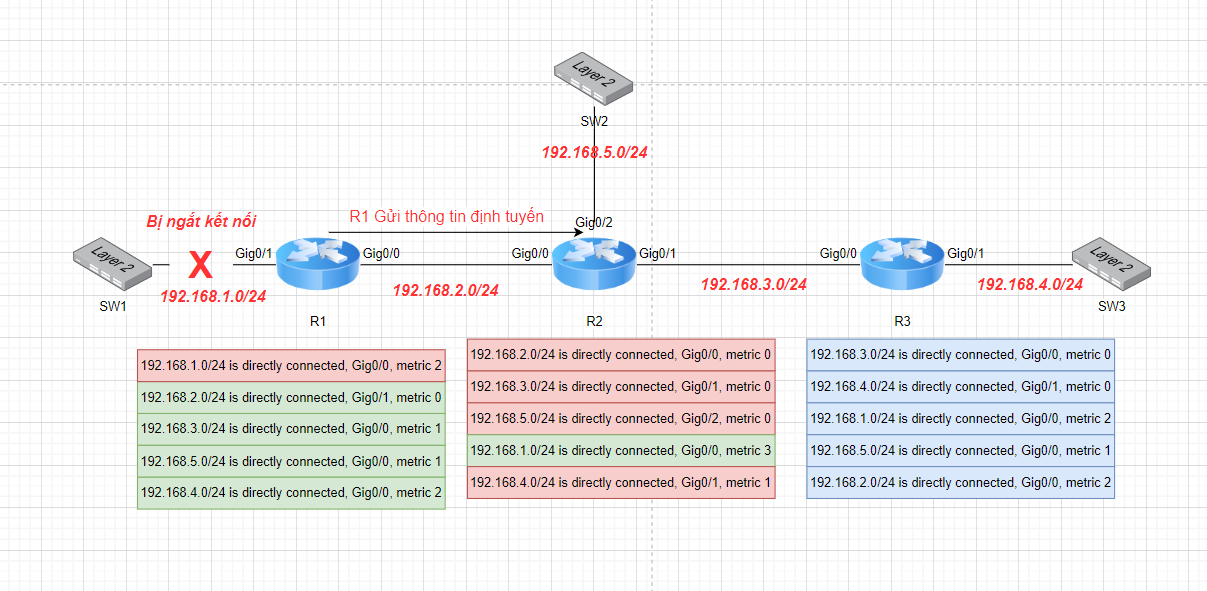 Layer 2
SW2
192.168.5.0/24
Bị ngắt kết nối
R1 Gửi thông tin định tuyến
Gig0/2
Layer 2
X
Gig0/1
Gig0/0
Gig0/0
Gig0/1
Gig0/0
Gig0/1
Layer 2
SW1
192.168.1.0/24
192.168.2.0/24
192.168.3.0/24
192.168.4.0/24
SW3
R1
R2
R3
192.168.1.0/24 is directly connected, Gig0/0, metric 2
192.168.2.0/24 is directly connected, Gig0/1, metric 0
192.168.3.0/24 is directly connected, Gig0/0, metric 1
192.168.5.0/24 is directly connected, Gig0/0, metric 1
192.168.4.0/24 is directly connected, Gig0/0, metric 2
192.168.2.0/24 is directly connected, Gig0/0, metric 0
192.168.3.0/24 is directly connected, Gig0/1, metric 0
192.168.5.0/24 is directly connected, Gig0/2, metric 0
192.168.1.0/24 is directly connected, Gig0/0, metric 3
192.168.4.0/24 is directly connected, Gig0/1, metric 1
192.168.3.0/24 is directly connected, Gig0/0, metric 0
192.168.4.0/24 is directly connected, Gig0/1, metric 0
192.168.1.0/24 is directly connected, Gig0/0, metric 2
192.168.5.0/24 is directly connected, Gig0/0, metric 1
192.168.2.0/24 is directly connected, Gig0/0, metric 2